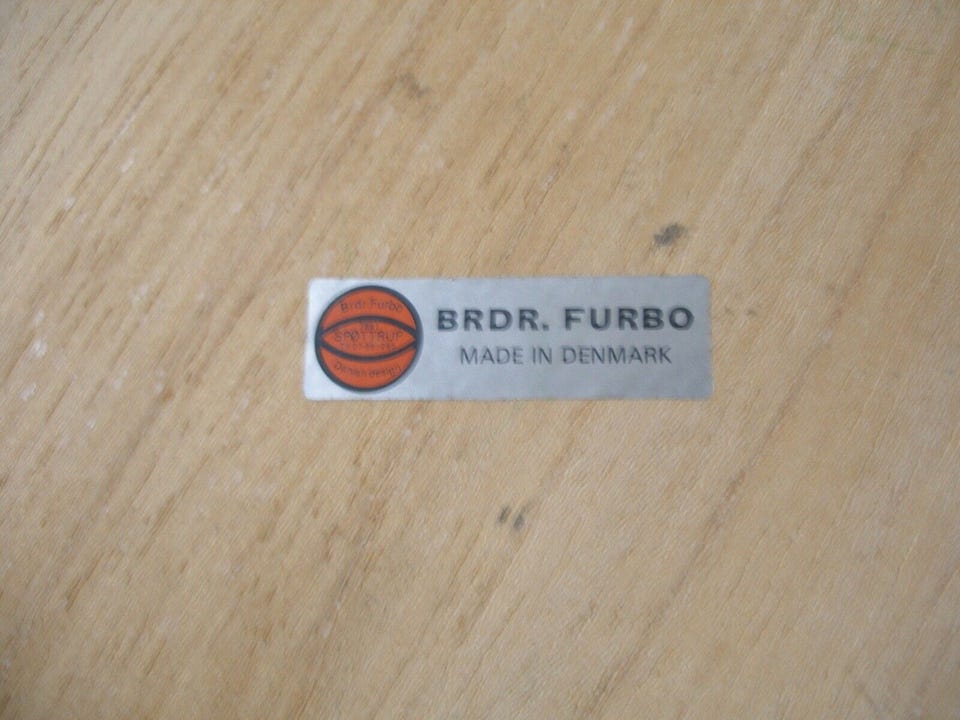 Brdr. Furbo
SPØTTRUP
Danish design
BRDR. FURBO
MADE IN DENMARK